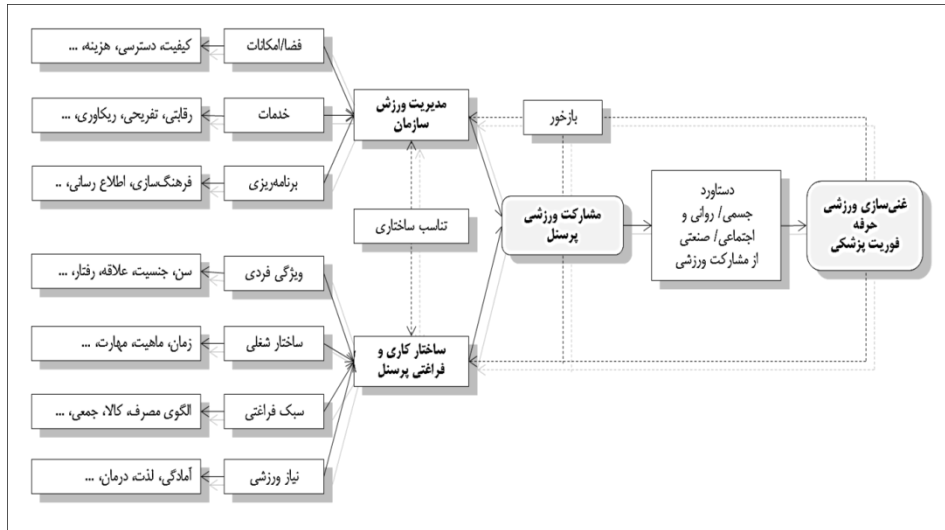 فضا/امکانات
کیفیت، دسترسی، هزینه، ...
خدمات
رقابتی، تفریحی، ریکاوری، ...
برنامه‌ریزی
فرهنگ‌سازی، اطلاع رسانی، ..
ویژگی فردی
سن، جنسیت، علاقه، رفتار، ...
ساختار شغلی
زمان، ماهیت، مهارت، ...
سبک فراغتی
الگوی مصرف، کالا، جمعی، ...
نیاز ورزشی
آمادگی، لذت، درمان، ...
مدیریت ورزش
سازمان
تناسب ساختاری
ساختار کاری و
فراغتی پرسنل
بازخور
مشارکت ورزشی
پرسنل
دستاورد
جسمی/ روانی و
اجتماعی/ صنعتی
از مشارکت ورزشی
غنی‌سازی ورزشی
حرفه
فوریت پزشکی